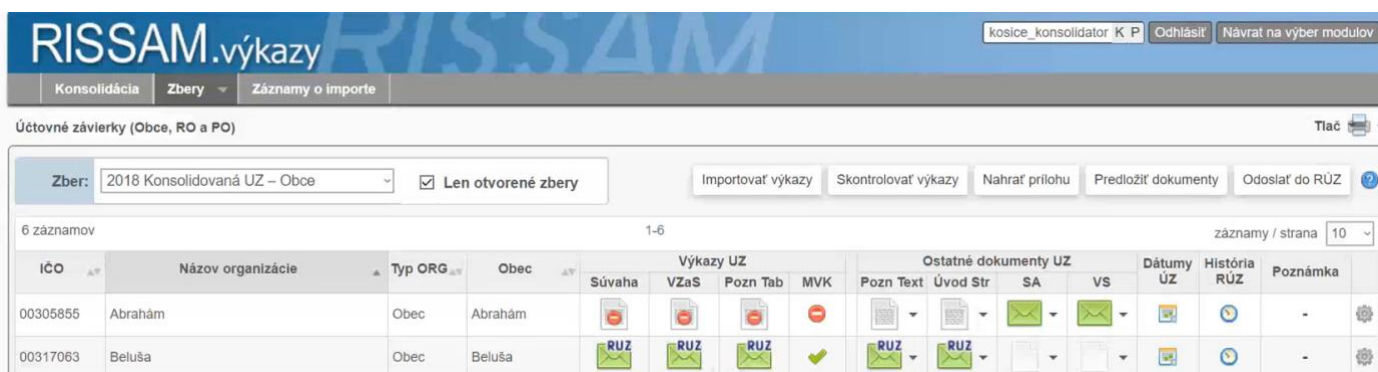 RISSAM.výkazy
RISSAM
kosice_konsolidator K P Odhlásiť Návrat na výber modulov
Konsolidácia Zbery Záznamy o importe
Účtovné závierky (Obce, RO a PO) Tlač
Zber: 2018 Konsolidovaná UZ – Obce Len otvorené zbery Importovať výkazy Skontrolovať výkazy Nahrať prílohu Predložiť dokumenty Odoslať do RÚZ
6 záznamov 1-6 záznamy / strana 10
IČO Názov organizácie Typ ORG Obec Výkazy UZ Ostatné dokumenty UZ Dátumy ÚZ História RÚZ Poznámka
Súvaha VZaS Pozn Tab MVK Pozn Text Úvod Str SA VS
00305855 Abrahám Obec Abrahám -
00317063 Beluša Obec Beluša RUZ RUZ RUZ RUZ RUZ -